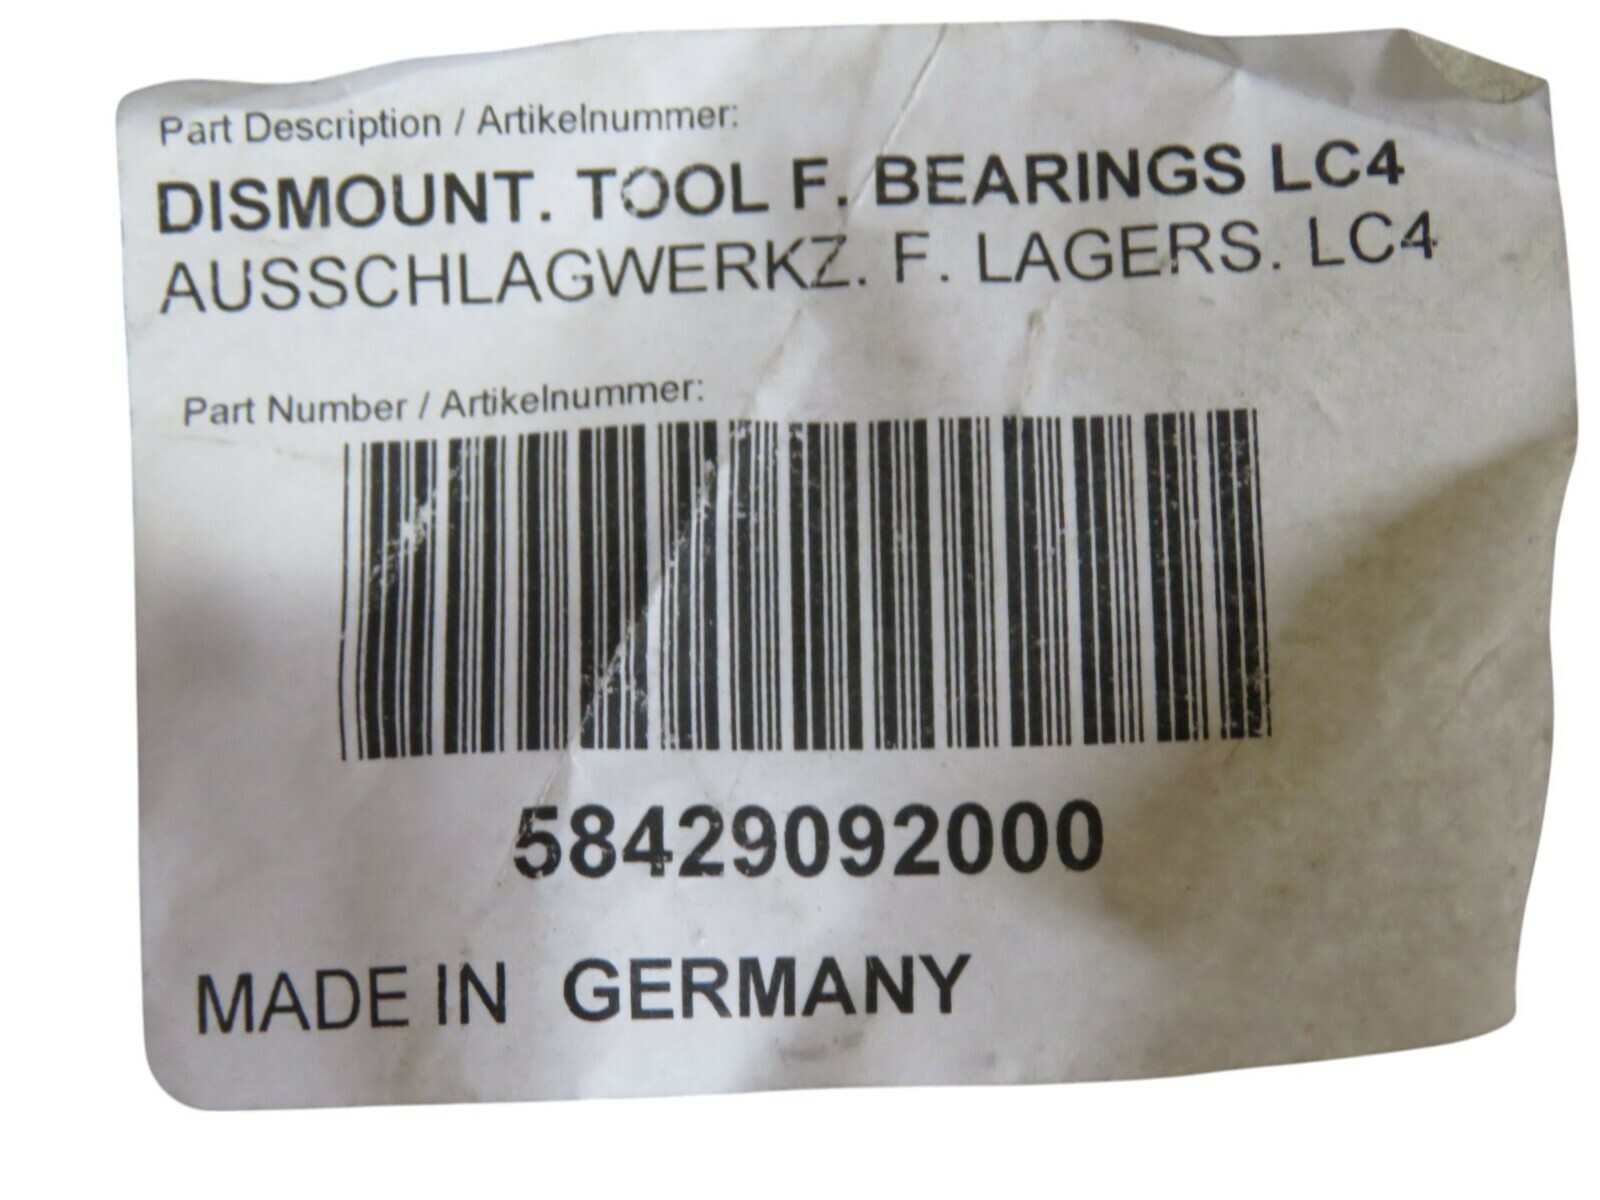 Part Description / Artikelnummer:
DISMOUNT. TOOL F. BEARINGS LC4
AUSSCHLAGWERKZ. F. LAGERS. LC4
Part Number / Artikelnummer:
58429092000
MADE IN GERMANY